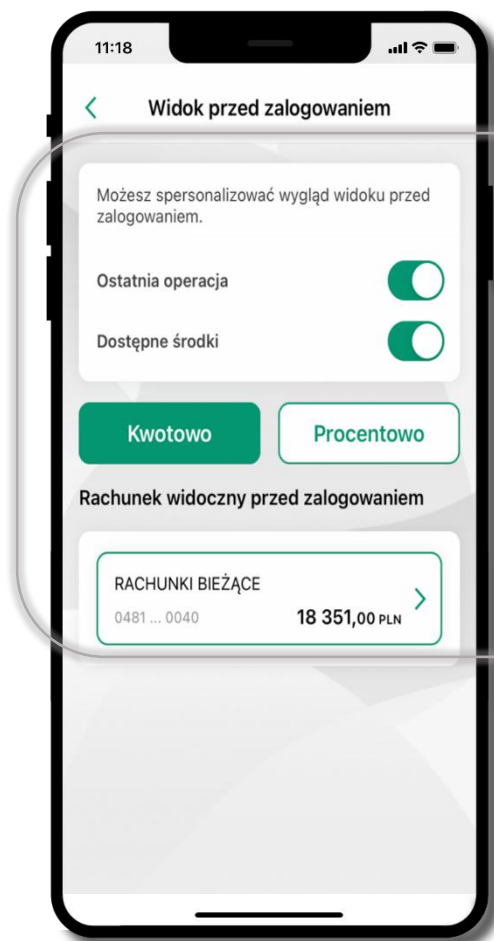 11:18
Widok przed zalogowaniem
Możesz spersonalizować wygląd widoku przed
zalogowaniem.
Ostatnia operacja
Dostępne środki
Kwotowo
Procentowo
Rachunek widoczny przed zalogowaniem
RACHUNKI BIEŻĄCE
0481 ... 0040
18 351,00 PLN